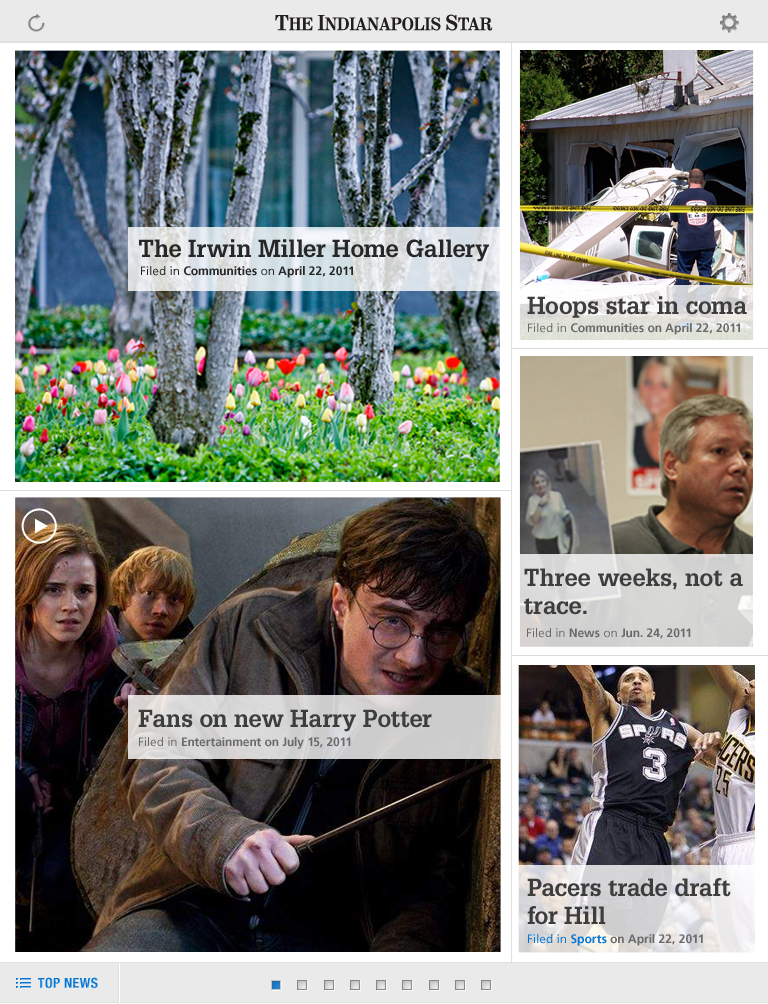 THE INDIANAPOLIS STAR
The Irwin Miller Home Gallery
Filed in Communities on April 22, 2011
Hoops star in coma
Filed in Communities on April 22, 2011
Three weeks, not a
trace.
Filed in News on Jun. 24, 2011
Fans on new Harry Potter
Filed in Entertainment on July 15, 2011
SPURS
3
CERS
25
Pacers trade draft
for Hill
Filed in Sports on April 22, 2011
TOP NEWS